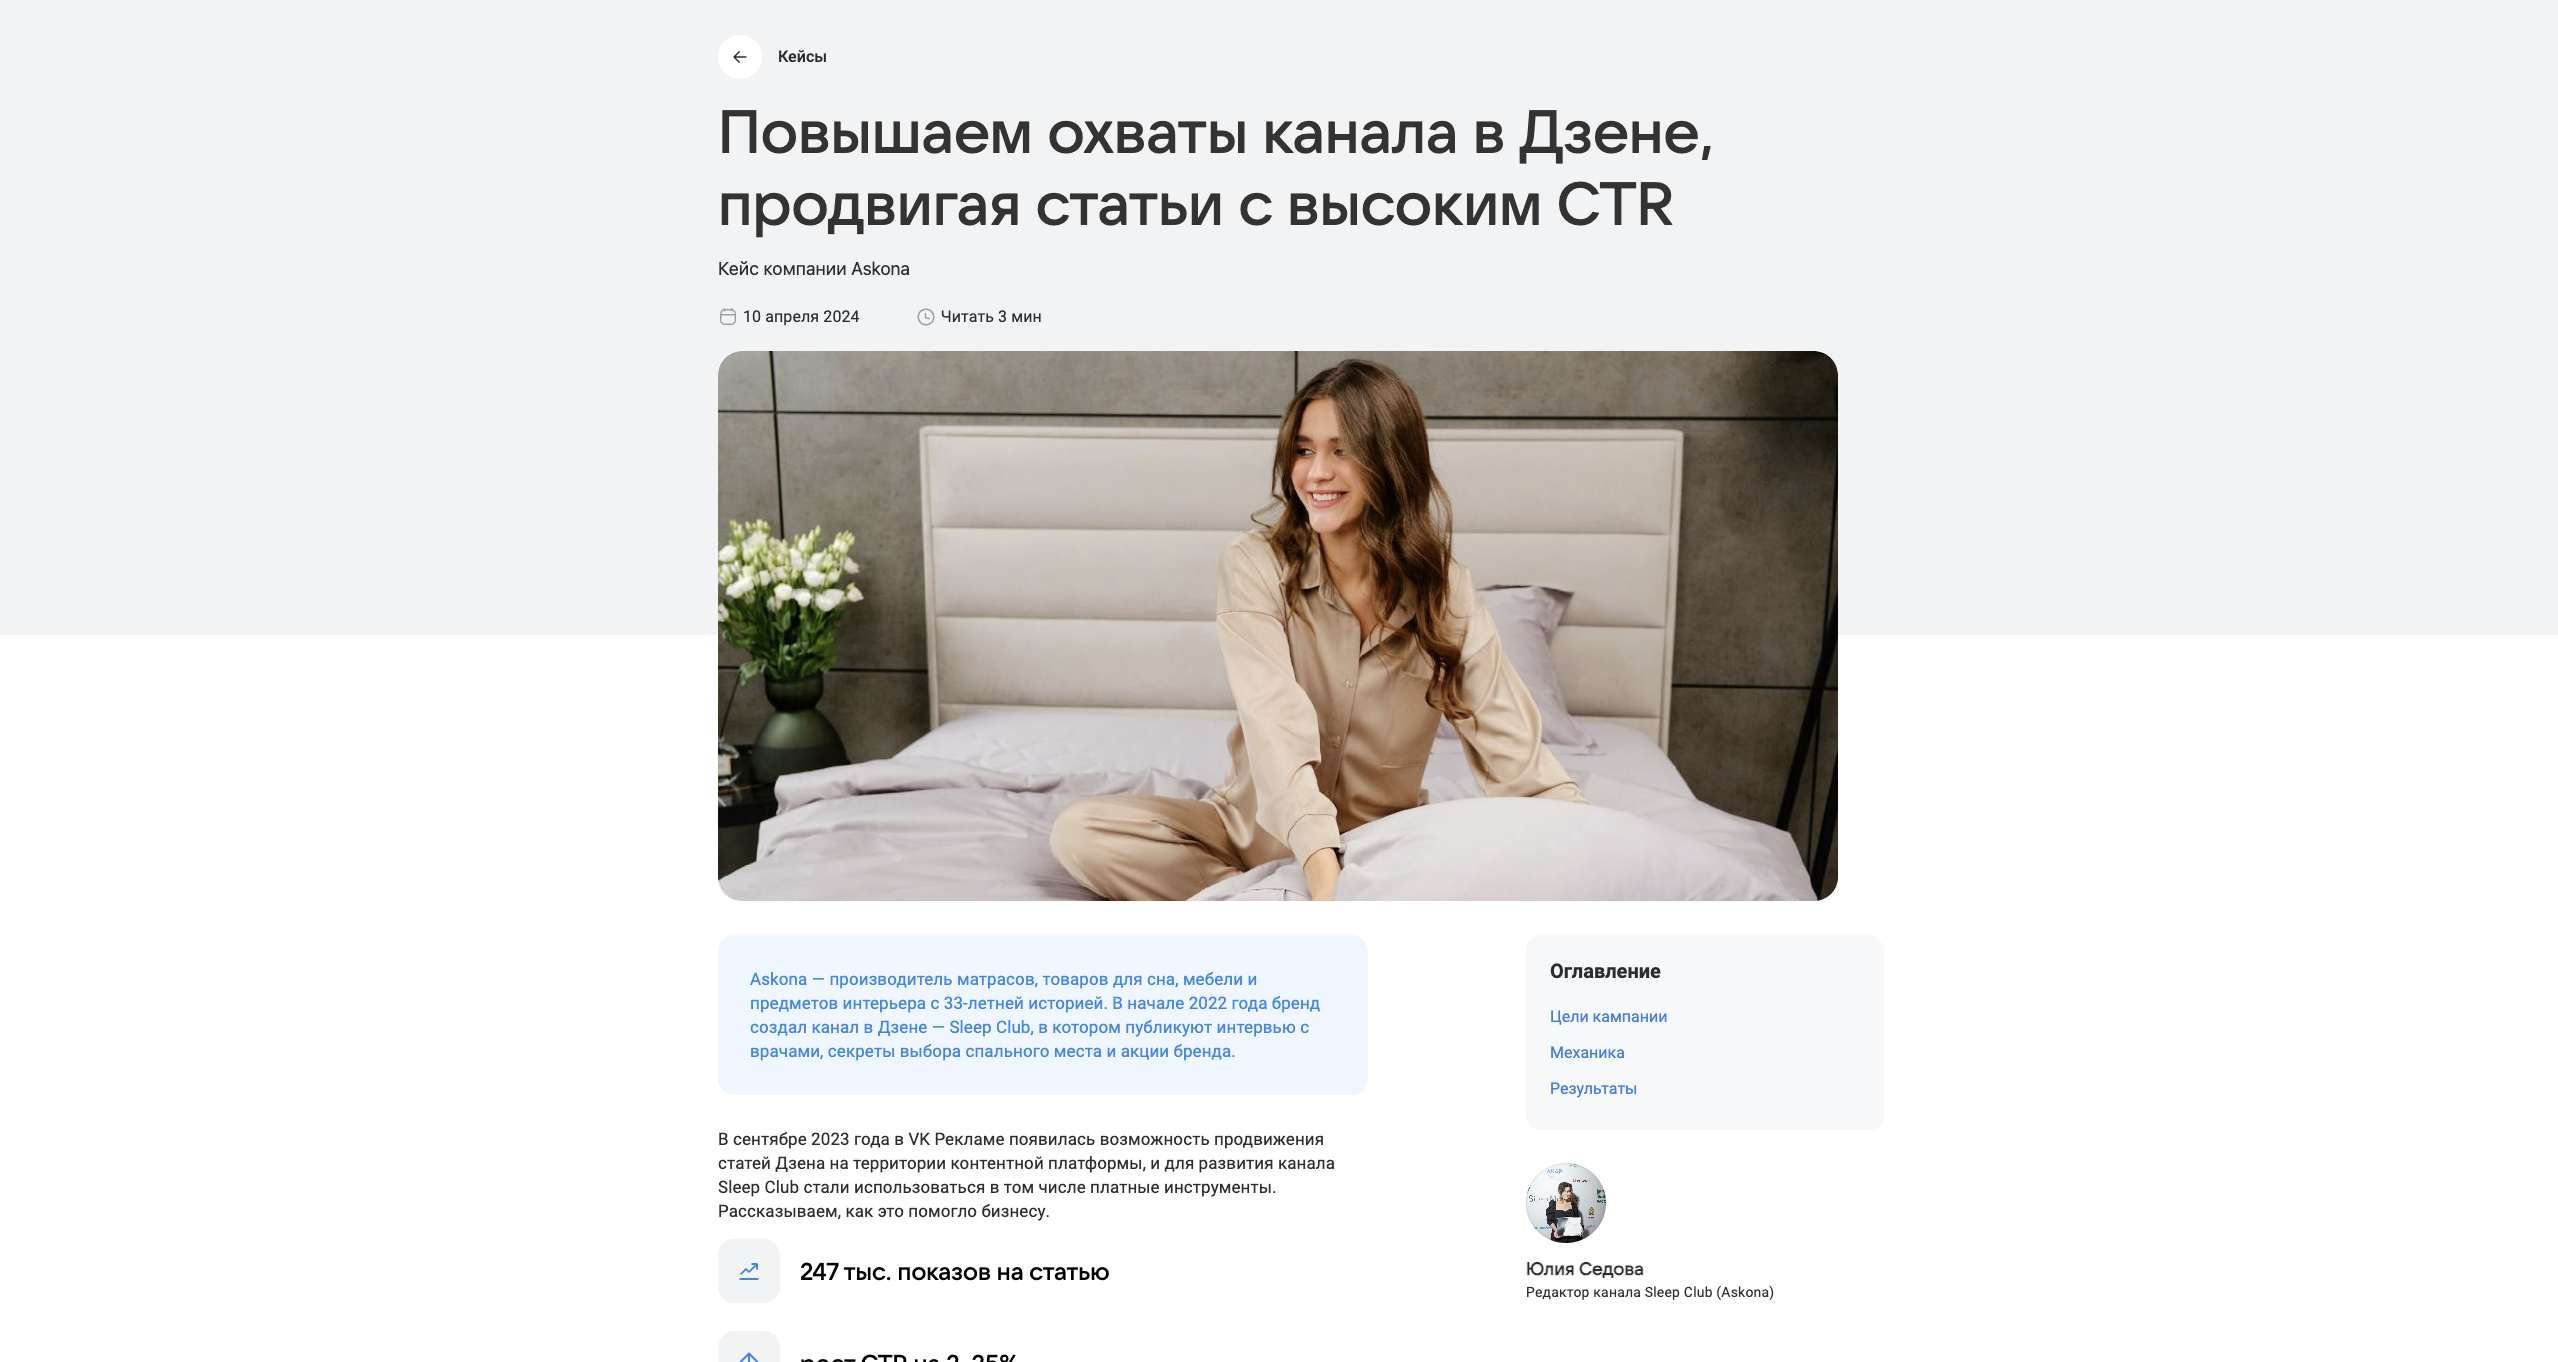 Кейсы
Повышаем охваты канала в Дзене,
продвигая статьи с высоким CTR
Кейс компании Askona
10 апреля 2024
Читать 3 мин
Askona — производитель матрасов, товаров для сна, мебели и
предметов интерьера с 33-летней историей. В начале 2022 года бренд
создал канал в Дзене — Sleep Club, в котором публикуют интервью с
врачами, секреты выбора спального места и акции бренда.
В сентябре 2023 года в VK Рекламе появилась возможность продвижения
статей Дзена на территории контентной платформы, и для развития канала
Sleep Club стали использоваться в том числе платные инструменты.
Рассказываем, как это помогло бизнесу.
247 тыс. показов на статью
рост CTR на
Оглавление
Цели кампании
Механика
Результаты
Юлия Седова
Редактор канала Sleep Club (Askona)